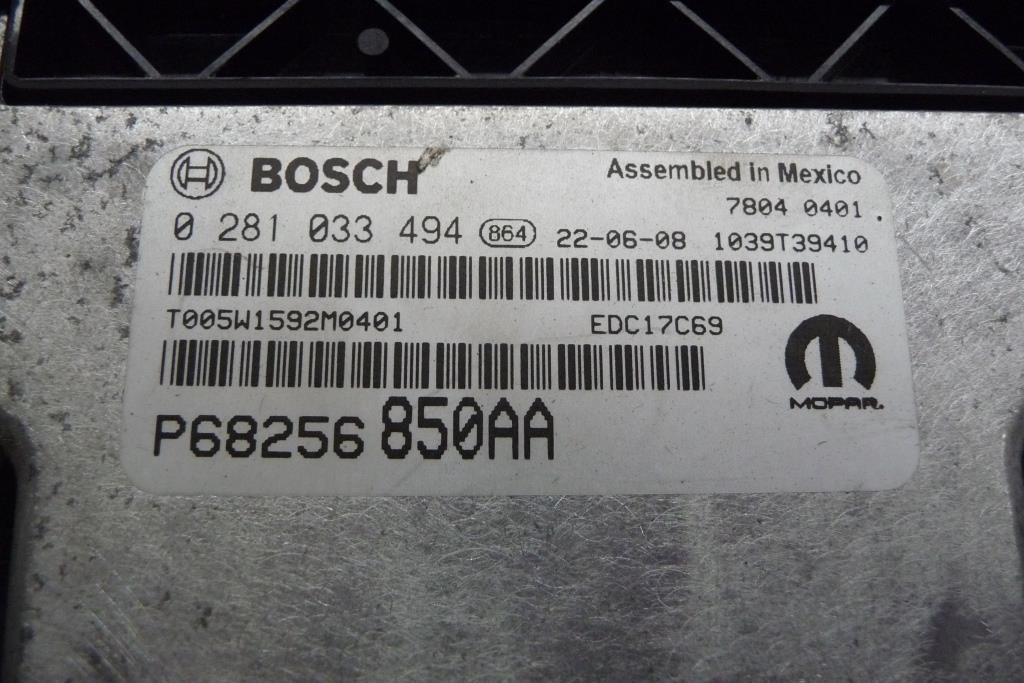 BOSCH Assembled in Mexico
7804 0401.
0 281 033 494 864 22-06-08 1039T39410
T005W1592M0401 EDC17C69
MOPAR.
P68256 850AA